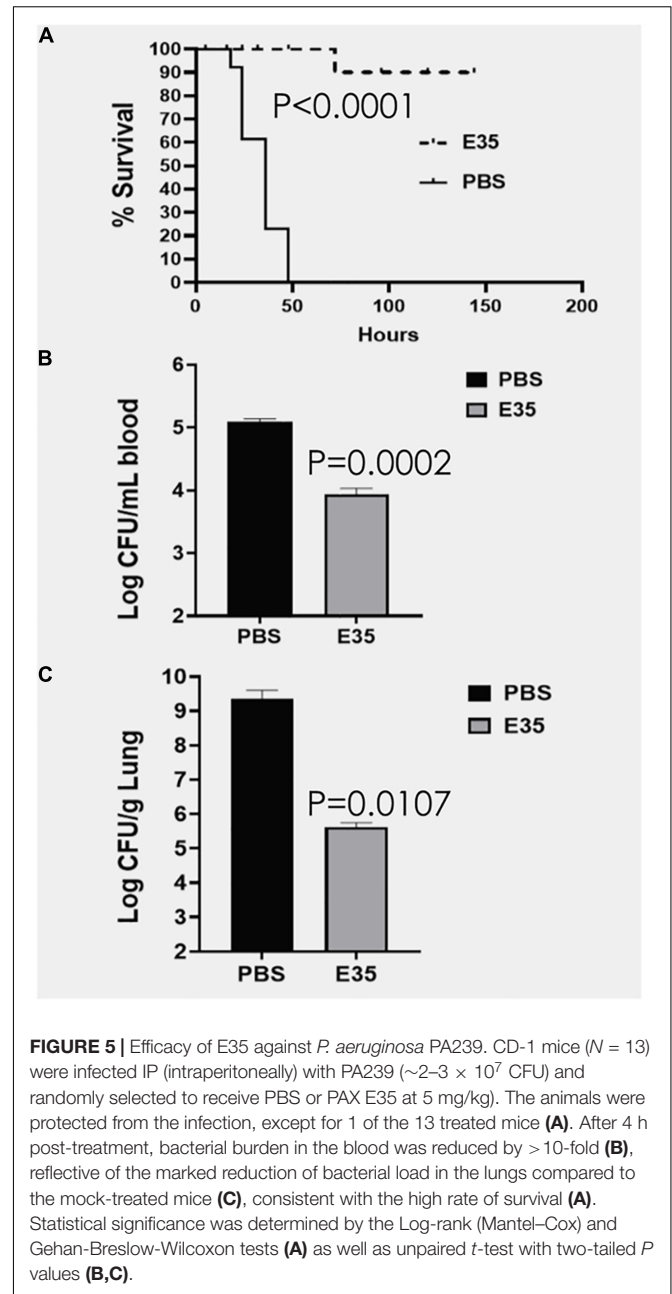 A
100
90
80
70
60
50
40
30
20
10
0
% Survival
P<0.0001
E35
PBS
0 50 100 150 200
Hours
B
6
5
4
3
2
Log CFU/mL blood
PBS
E35
P=0.0002
PBS E35
C
10
9
8
7
6
5
4
3
2
Log CFU/g Lung
PBS
E35
P=0.0107
PBS E35
FIGURE 5 | Efficacy of E35 against P. aeruginosa PA239. CD-1 mice (N = 13)
were infected IP (intraperitoneally) with PA239 (~2–3 × 10⁷ CFU) and
randomly selected to receive PBS or PAX E35 at 5 mg/kg). The animals were
protected from the infection, except for 1 of the 13 treated mice (A). After 4 h
post-treatment, bacterial burden in the blood was reduced by >10-fold (B),
reflective of the marked reduction of bacterial load in the lungs compared to
the mock-treated mice (C), consistent with the high rate of survival (A).
Statistical significance was determined by the Log-rank (Mantel–Cox) and
Gehan-Breslow-Wilcoxon tests (A) as well as unpaired t-test with two-tailed P
values (B,C).